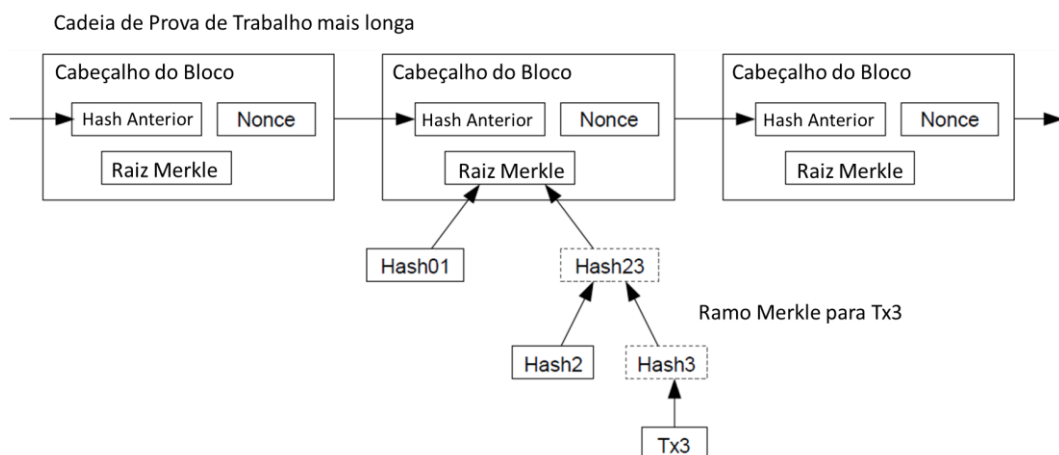 Cadeia de Prova de Trabalho mais longa
Cabeçalho do Bloco
Hash Anterior
Nonce
Raiz Merkle
Cabeçalho do Bloco
Hash Anterior
Nonce
Raiz Merkle
Cabeçalho do Bloco
Hash Anterior
Nonce
Raiz Merkle
Hash01
Hash23
Ramo Merkle para Tx3
Hash2
Hash3
Tx3